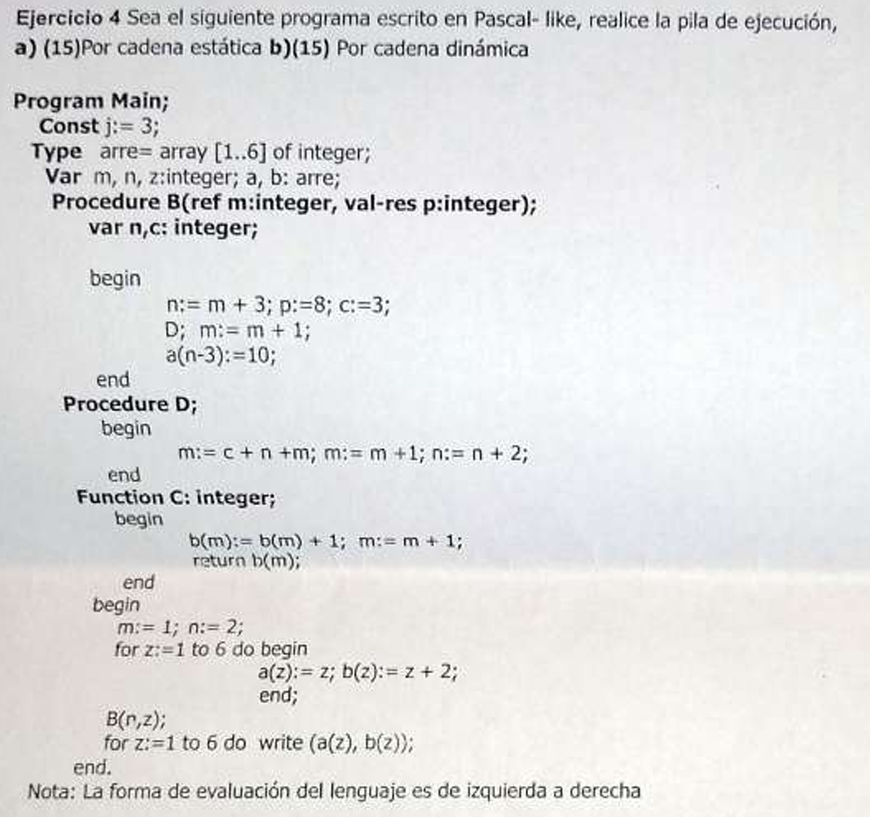 Ejercicio 4 Sea el siguiente programa escrito en Pascal- like, realice la pila de ejecución,
a) (15)Por cadena estática b)(15) Por cadena dinámica
Program Main;
Const j:= 3;
Type arre= array [1..6] of integer;
Var m, n, z:integer; a, b: arre;
Procedure B(ref m:integer, val-res p:integer);
var n,c: integer;
begin
n:= m + 3; p:=8; c:=3;
D; m:= m + 1;
a(n-3):=10;
end
Procedure D;
begin
m:= c + n +m; m:= m +1; n:= n + 2;
end
Function C: integer;
begin
b(m):= b(m) + 1; m:= m + 1;
return b(m);
end
begin
m:= 1; n:= 2;
for z:=1 to 6 do begin
a(z):= z; b(z):= z + 2;
end;
B(n,z);
for z:=1 to 6 do write (a(z), b(z));
end.
Nota: La forma de evaluación del lenguaje es de izquierda a derecha